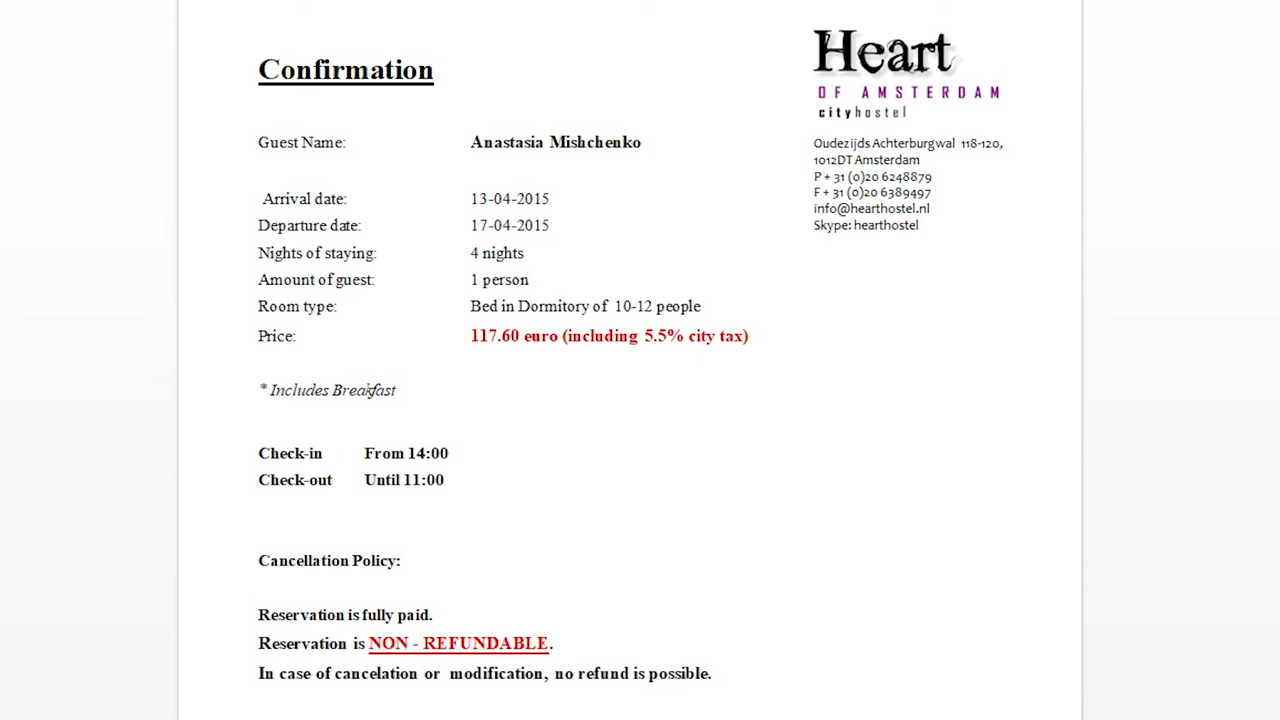 Confirmation
Heart
OF AMSTERDAM
cityhostel
Guest Name: Anastasia Mishchenko
Oudezijds Achterburgwal 118-120,
1012DT Amsterdam
P + 31 (0)20 6248879
F + 31 (0)20 6389497
info@hearthostel.nl
Skype: hearthostel
Arrival date: 13-04-2015
Departure date: 17-04-2015
Nights of staying: 4 nights
Amount of guest: 1 person
Room type: Bed in Dormitory of 10-12 people
Price: 117.60 euro (including 5.5% city tax)
* Includes Breakfast
Check-in From 14:00
Check-out Until 11:00
Cancellation Policy:
Reservation is fully paid.
Reservation is NON - REFUNDABLE.
In case of cancelation or modification, no refund is possible.